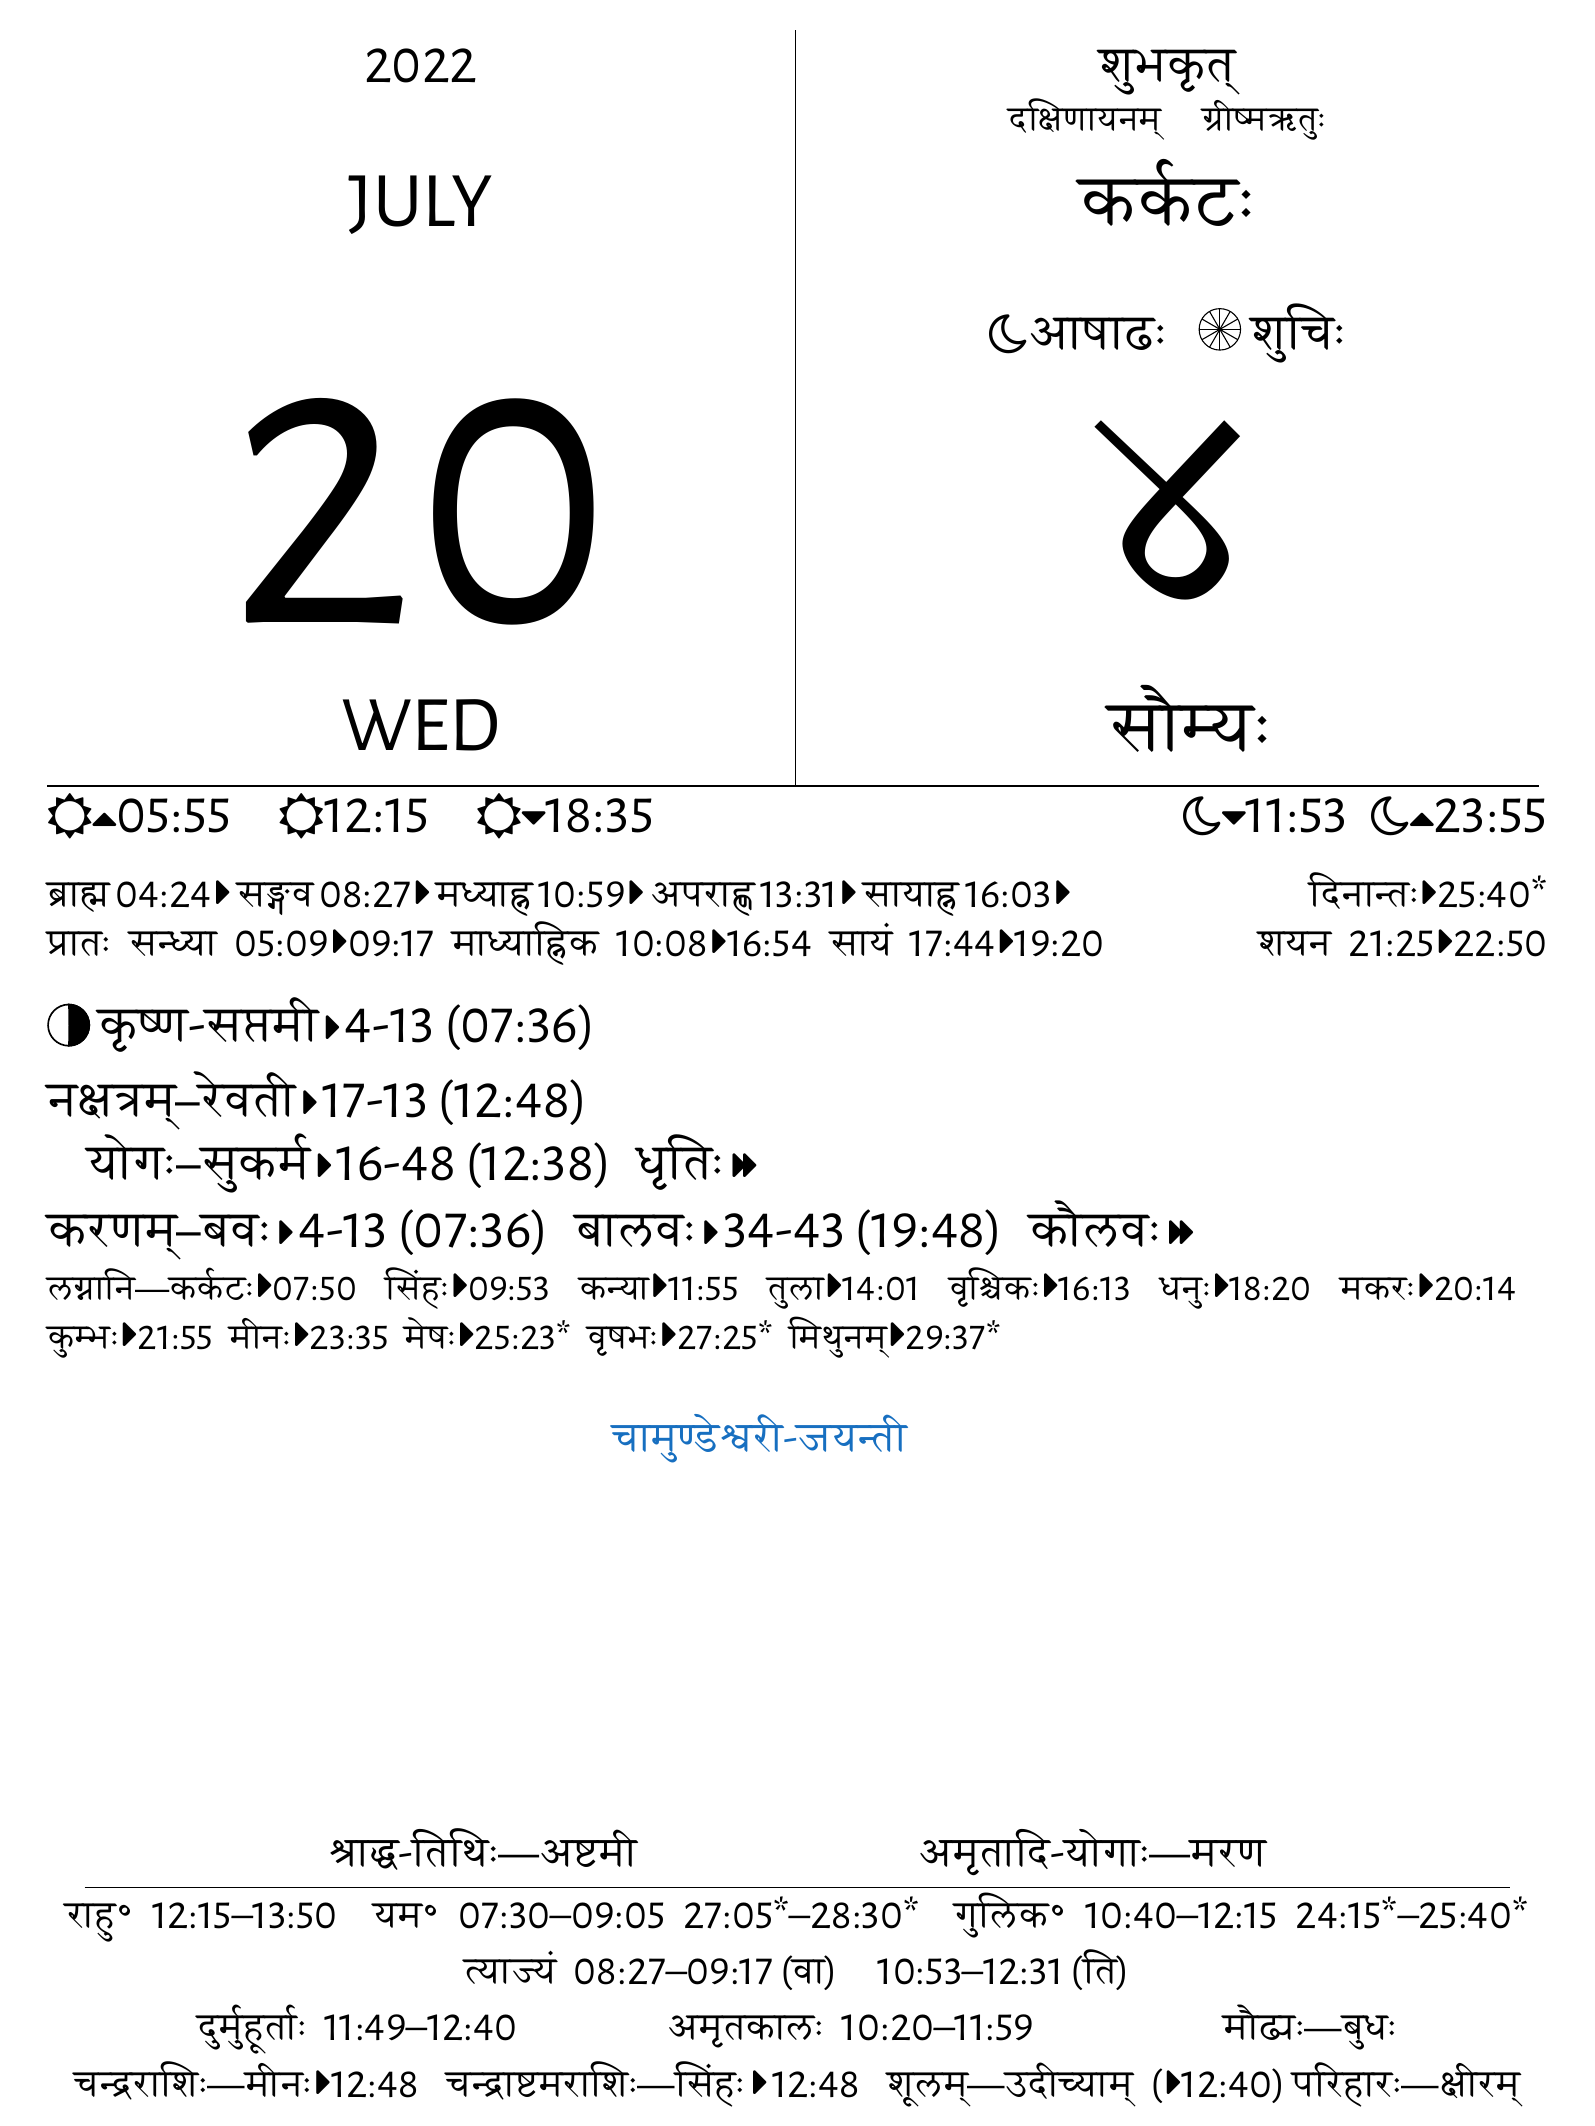 2022
JULY
20
WED
शुभकृत्
दक्षिणायनम् ग्रीष्मऋतुः
कर्कटः
आषाढः शुचिः
४
सौम्यः
05:55 12:15 18:35 11:53 23:55
ब्राह्म 04:24 सङ्गव 08:27 मध्याह्न 10:59 अपराह्ण 13:31 सायाह्न 16:03 दिनान्तः 25:40*
प्रातः सन्ध्या 05:09 09:17 माध्याह्निक 10:08 16:54 सायं 17:44 19:20 शयन 21:25 22:50
कृष्ण-सप्तमी 4-13 (07:36)
नक्षत्रम्–रेवती 17-13 (12:48)
योगः–सुकर्म 16-48 (12:38) धृतिः
करणम्–बवः 4-13 (07:36) बालवः 34-43 (19:48) कौलवः
लग्नानि—कर्कटः 07:50 सिंहः 09:53 कन्या 11:55 तुला 14:01 वृश्चिकः 16:13 धनुः 18:20 मकरः 20:14
कुम्भः 21:55 मीनः 23:35 मेषः 25:23* वृषभः 27:25* मिथुनम् 29:37*
चामुण्डेश्वरी-जयन्ती
श्राद्ध-तिथिः—अष्टमी अमृतादि-योगाः—मरण
राहु॰ 12:15–13:50 यम॰ 07:30–09:05 27:05*–28:30* गुलिक॰ 10:40–12:15 24:15*–25:40*
त्याज्यं 08:27–09:17 (वा) 10:53–12:31 (ति)
दुर्मुहूर्ताः 11:49–12:40 अमृतकालः 10:20–11:59 मौढ्यः—बुधः
चन्द्रराशिः—मीनः 12:48 चन्द्राष्टमराशिः—सिंहः 12:48 शूलम्—उदीच्याम् (12:40) परिहारः—क्षीरम्